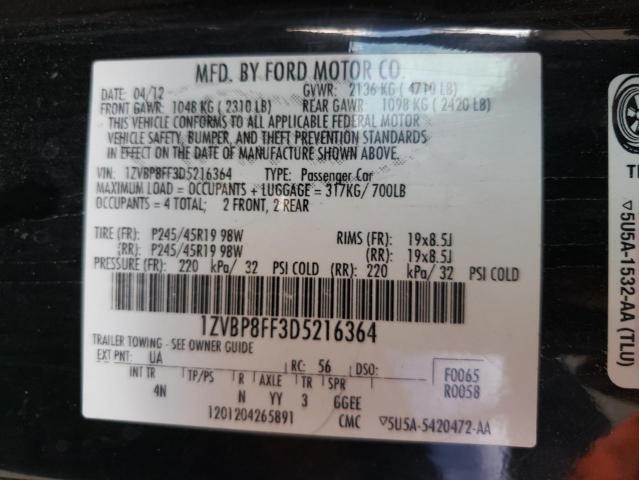 MFD. BY FORD MOTOR CO.
DATE: 04/12 GVWR: 2136 KG ( 4710 LB)
FRONT GAWR: 1048 KG ( 2310 LB) REAR GAWR: 1098 KG ( 2420 LB)
THIS VEHICLE CONFORMS TO ALL APPLICABLE FEDERAL MOTOR
VEHICLE SAFETY, BUMPER, AND THEFT PREVENTION STANDARDS
IN EFFECT ON THE DATE OF MANUFACTURE SHOWN ABOVE.
VIN: 1ZVBP8FF3D5216364 TYPE: Passenger Car
MAXIMUM LOAD = OCCUPANTS + LUGGAGE = 317KG/ 700LB
OCCUPANTS = 4 TOTAL; 2 FRONT, 2 REAR
TIRE (FR): P245/45R19 98W RIMS (FR): 19x8.5J
(RR): P245/45R19 98W (RR): 19x8.5J
PRESSURE (FR): 220 kPa/ 32 PSI COLD (RR): 220 kPa/ 32 PSI COLD
1ZVBP8FF3D5216364
TRAILER TOWING - SEE OWNER GUIDE
EXT PNT: UA RC: 56 DSO:
INT TR TP/PS R AXLE TR SPR
4N N YY 3 GGEE
F0065
R0058
1201204265891 CMC ▽5U5A-5420472-AA
▽5U5A-1532-AA (TLU)